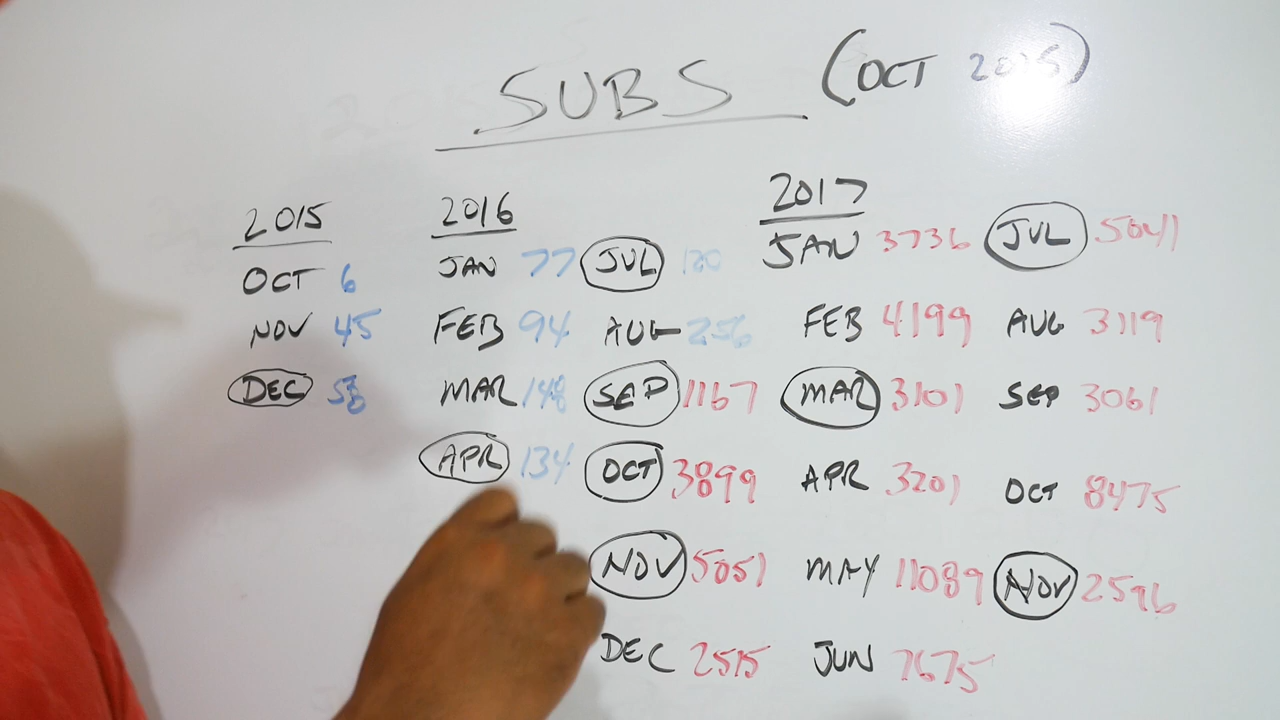 SUBS (OCT 2015)
2015
OCT 6
NOV 45
DEC 58
2016
JAN 77
FEB 94
MAR 148
APR 134
JUL 120
AUG 256
SEP 1167
OCT 3899
NOV 5051
DEC 2515
2017
JAN 3736
FEB 4199
MAR 3101
APR 3201
MAY 11089
JUN 7675
JUL 5041
AUG 3119
SEP 3061
OCT 8475
NOV 2596